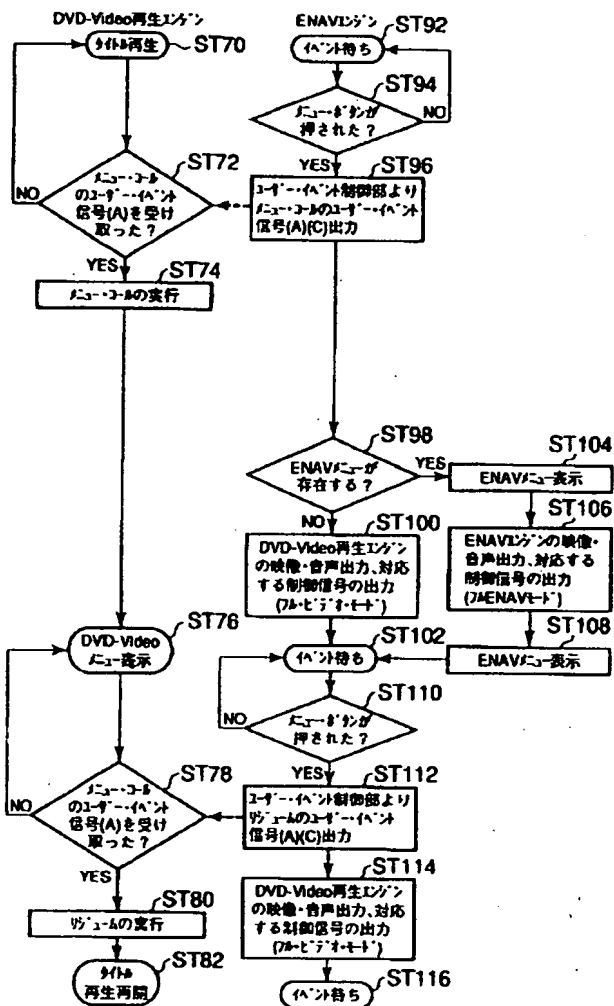 DVD-Video再生エンジン
タイトル再生
ST70
メニュー・コール
のユーザー・イベント
信号(A)を受け
取った?
ST72
NO
YES
ST74
メニュー・コールの実行
DVD-Video
メニュー表示
ST76
メニュー・コール
のユーザー・イベント
信号(A)を受け
取った?
ST78
NO
YES
ST80
リジュームの実行
タイトル
再生再開
ST82
ENAVエンジン
イベント待ち
ST92
ST94
メニュー・ボタンが
押された?
NO
YES
ST96
ユーザー・イベント制御部より
メニュー・コールのユーザー・イベント
信号(A)(C)出力
ST98
ENAVメニューが
存在する?
YES
NO
ST100
DVD-Video再生エンジン
の映像・音声出力、対応
する制御信号の出力
(フル・ビデオ・モード)
ST104
ENAVメニュー表示
ST106
ENAVエンジンの映像・
音声出力、対応する
制御信号の出力
(フルENAVモード)
ST108
ENAVメニュー表示
ST102
イベント待ち
ST110
メニュー・ボタンが
押された?
NO
YES
ST112
ユーザー・イベント制御部より
リジュームのユーザー・イベント
信号(A)(C)出力
ST114
DVD-Video再生エンジン
の映像・音声出力、対応
する制御信号の出力
(フル・ビデオ・モード)
ST116
イベント待ち